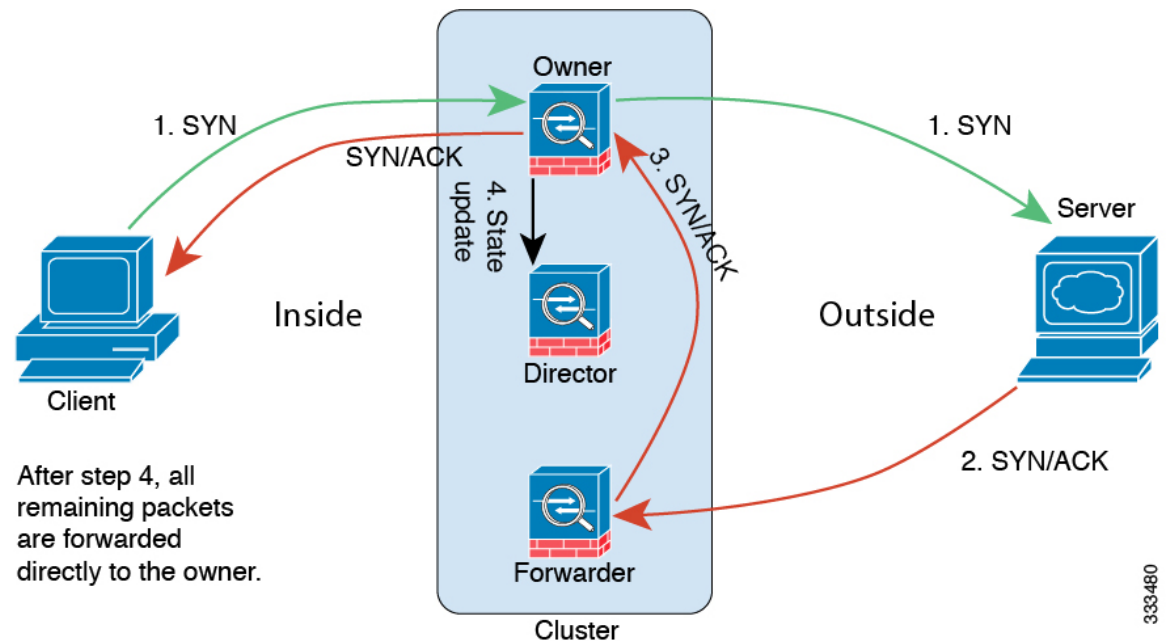 Owner
1. SYN
1. SYN
SYN/ACK
3. SYN/ACK
4. State
update
Server
Inside
Outside
Director
Client
2. SYN/ACK
After step 4, all
remaining packets
are forwarded
directly to the owner.
Forwarder
333480
Cluster